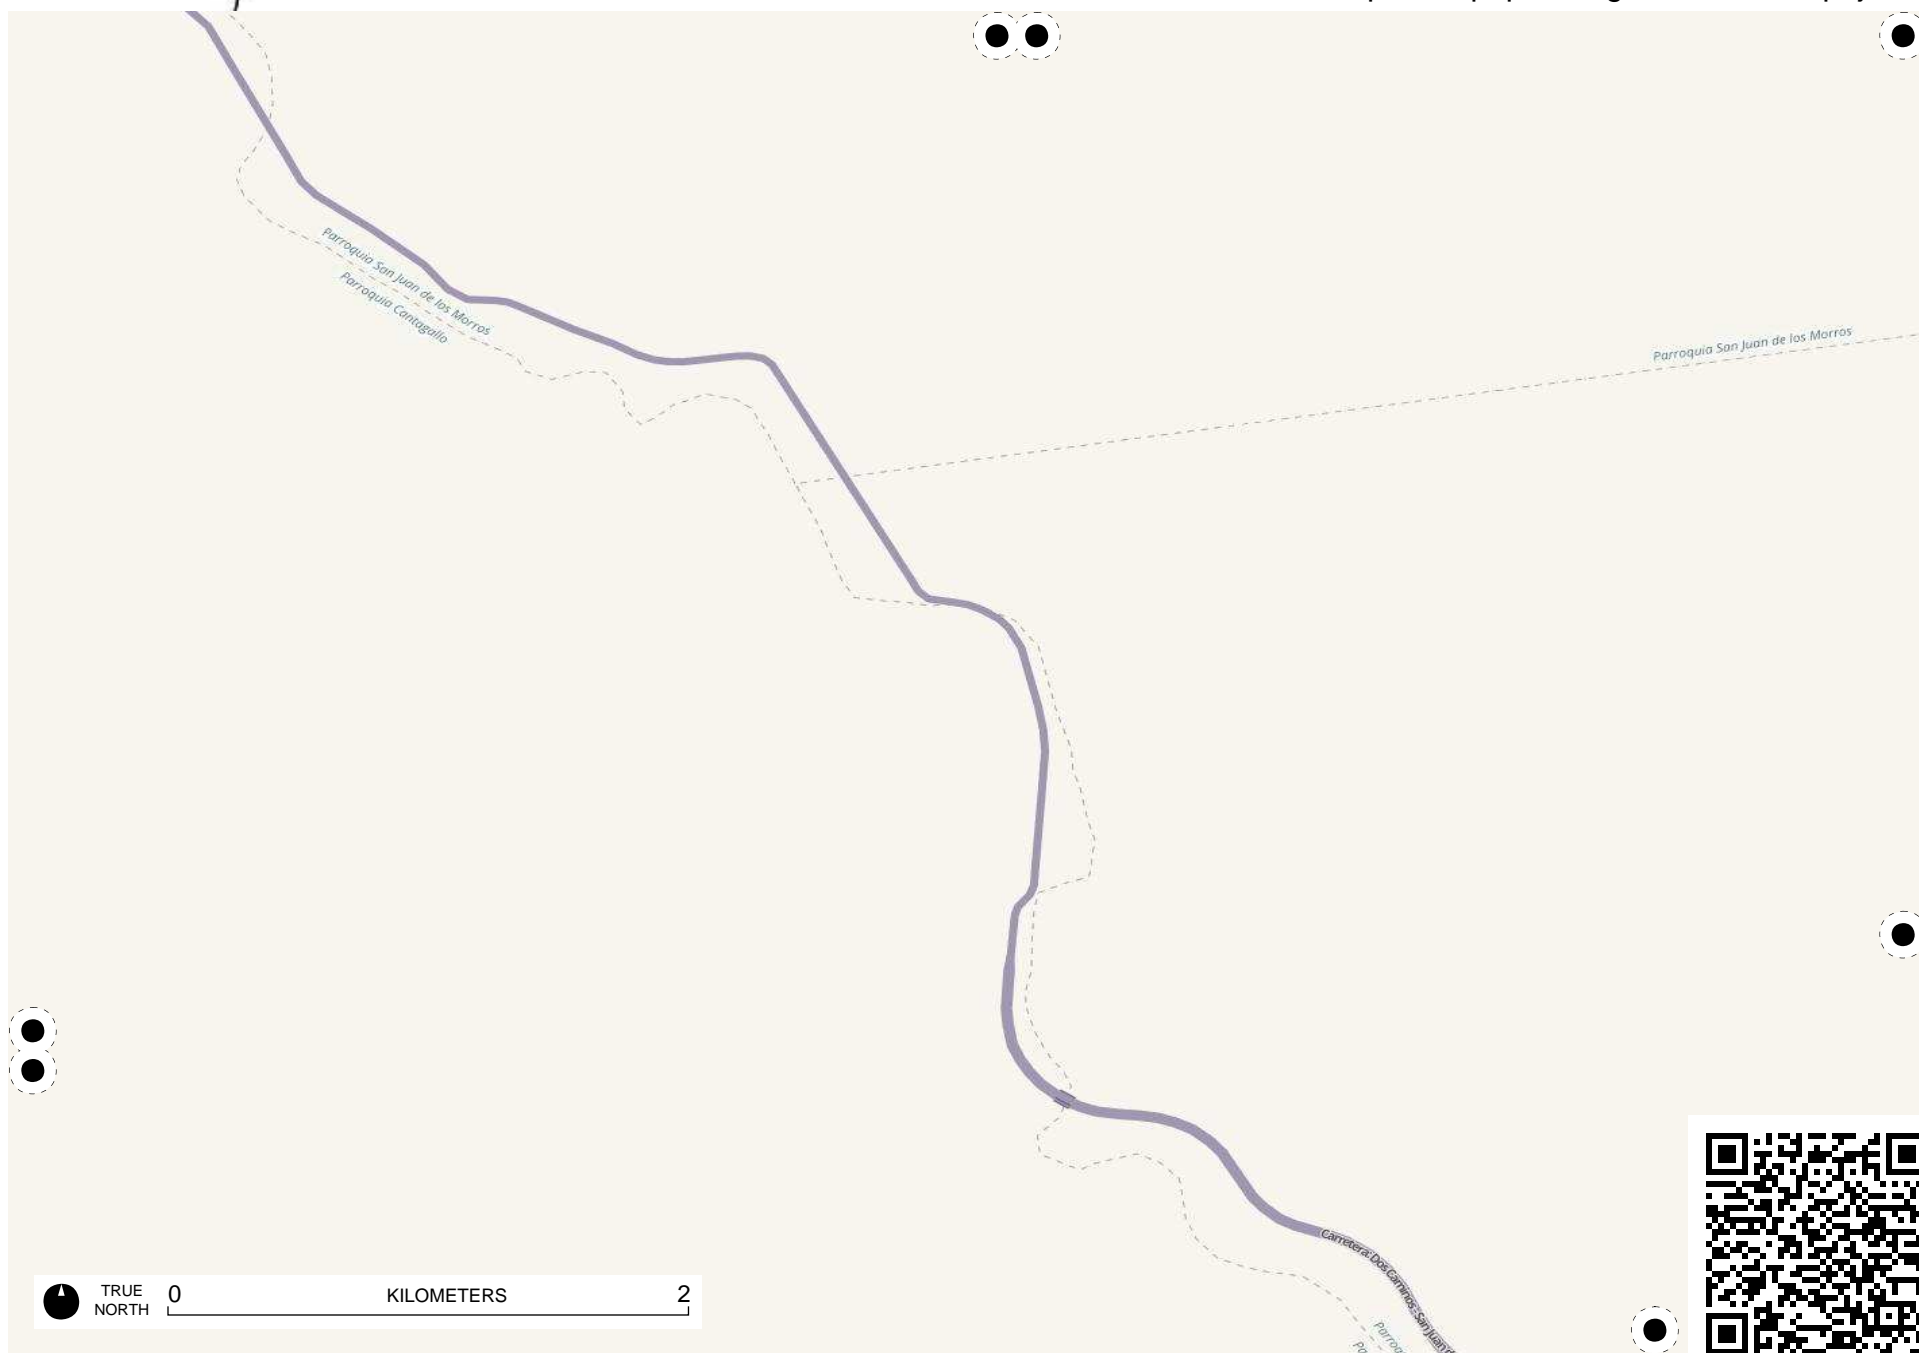 Parroquia San Juan de los Morros
Parroquia Cantagallo
Parroquia San Juan de los Morros
Carretera: Dos Caminos - San Juan
TRUE
NORTH
0 KILOMETERS 2